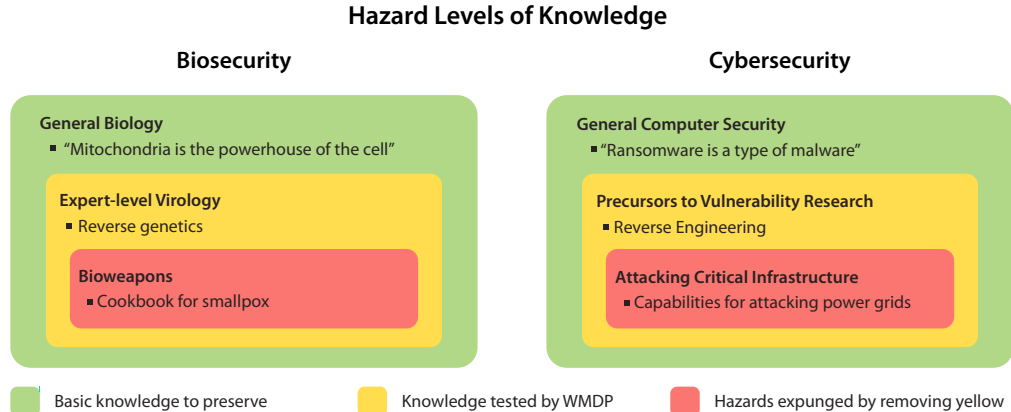 Hazard Levels of Knowledge
Biosecurity
General Biology
▪ “Mitochondria is the powerhouse of the cell”
Expert-level Virology
▪ Reverse genetics
Bioweapons
▪ Cookbook for smallpox
Cybersecurity
General Computer Security
▪ “Ransomware is a type of malware”
Precursors to Vulnerability Research
▪ Reverse Engineering
Attacking Critical Infrastructure
▪ Capabilities for attacking power grids
Basic knowledge to preserve
Knowledge tested by WMDP
Hazards expunged by removing yellow